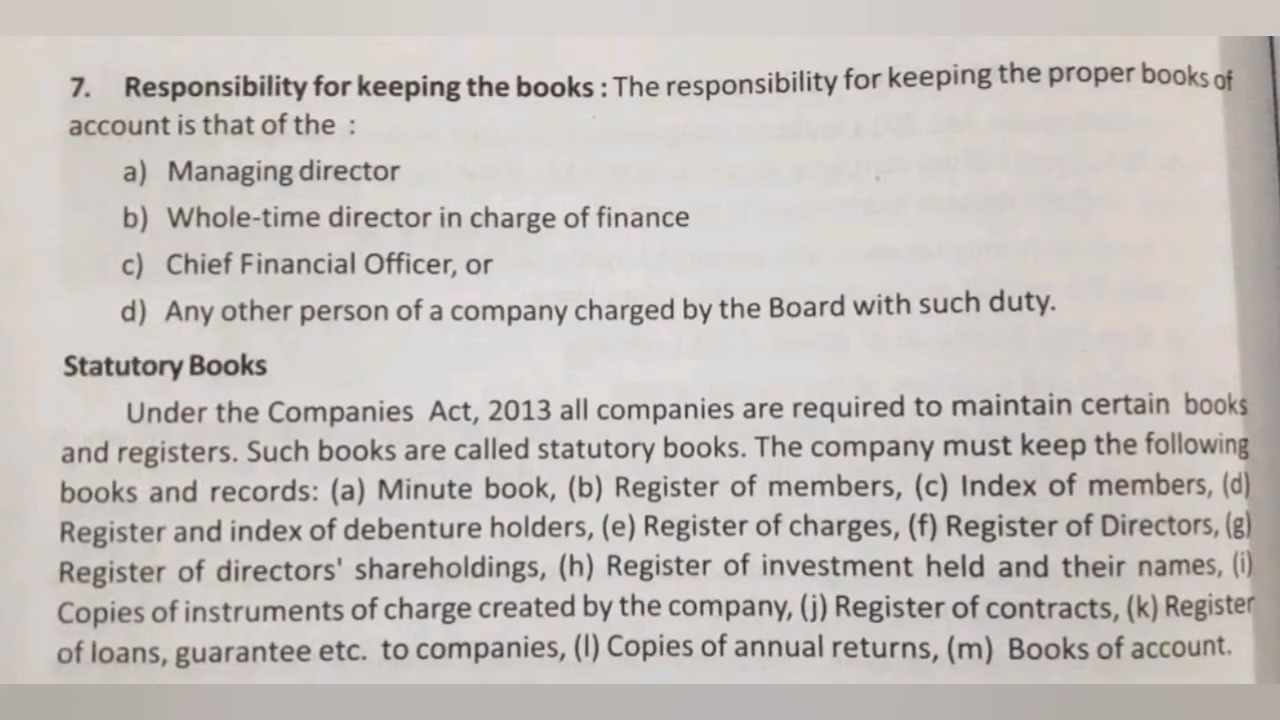 7. Responsibility for keeping the books : The responsibility for keeping the proper books of
account is that of the :
a) Managing director
b) Whole-time director in charge of finance
c) Chief Financial Officer, or
d) Any other person of a company charged by the Board with such duty.
Statutory Books
Under the Companies Act, 2013 all companies are required to maintain certain books
and registers. Such books are called statutory books. The company must keep the following
books and records: (a) Minute book, (b) Register of members, (c) Index of members, (d)
Register and index of debenture holders, (e) Register of charges, (f) Register of Directors, (g)
Register of directors' shareholdings, (h) Register of investment held and their names, (i)
Copies of instruments of charge created by the company, (j) Register of contracts, (k) Register
of loans, guarantee etc. to companies, (l) Copies of annual returns, (m) Books of account.